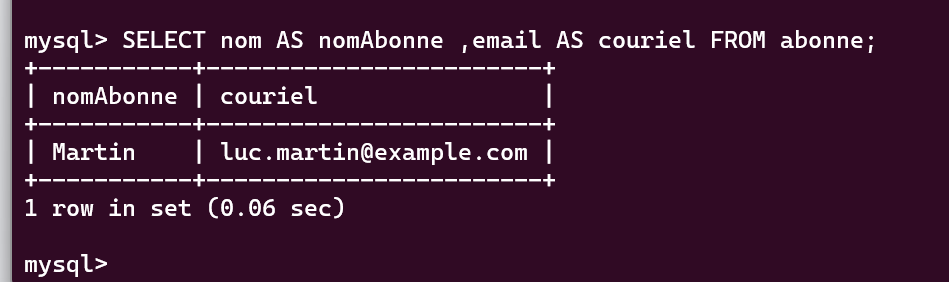 mysql> SELECT nom AS nomAbonne ,email AS couriel FROM abonne;
+-----------+-------------------------+
| nomAbonne | couriel                 |
+-----------+-------------------------+
| Martin    | luc.martin@example.com |
+-----------+-------------------------+
1 row in set (0.06 sec)
mysql>